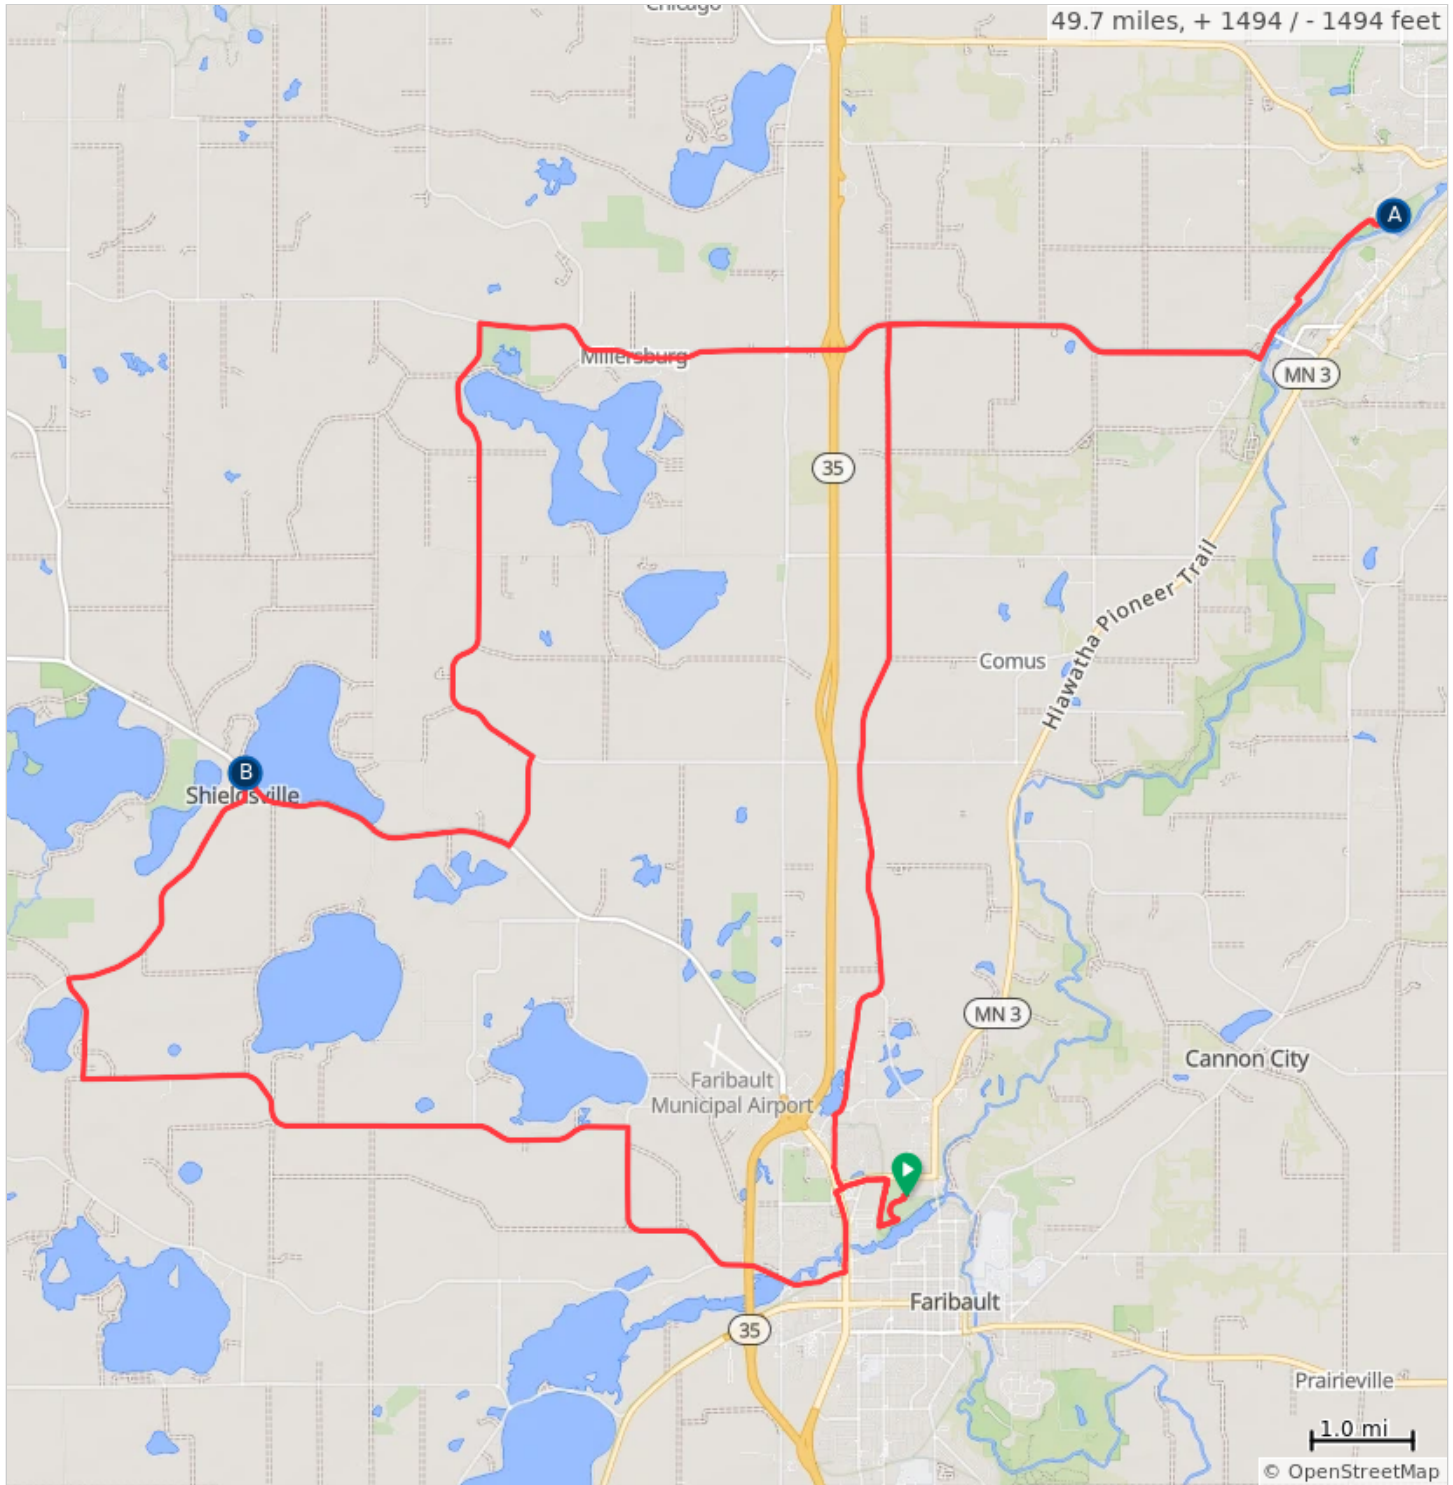 Chicago
49.7 miles, + 1494 / - 1494 feet
A
Millersburg
MN 3
35
Hiawatha Pioneer Trail
Comus
B
Shieldsville
MN 3
Cannon City
Faribault
Municipal Airport
Faribault
35
Prairieville
1.0 mi
© OpenStreetMap